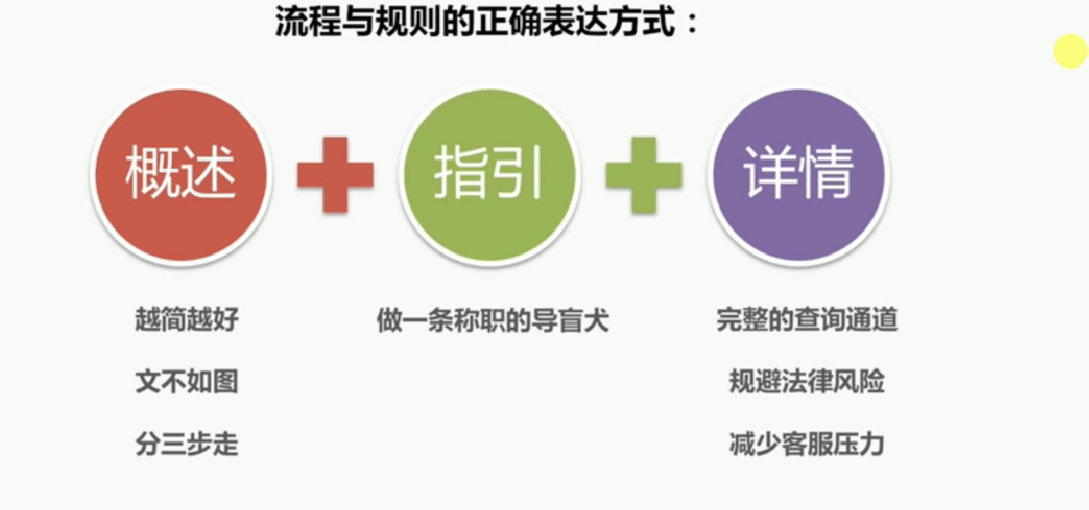 流程与规则的正确表达方式：
概述
指引
详情
越简越好
做一条称职的导盲犬
完整的查询通道
文不如图
规避法律风险
分三步走
减少客服压力